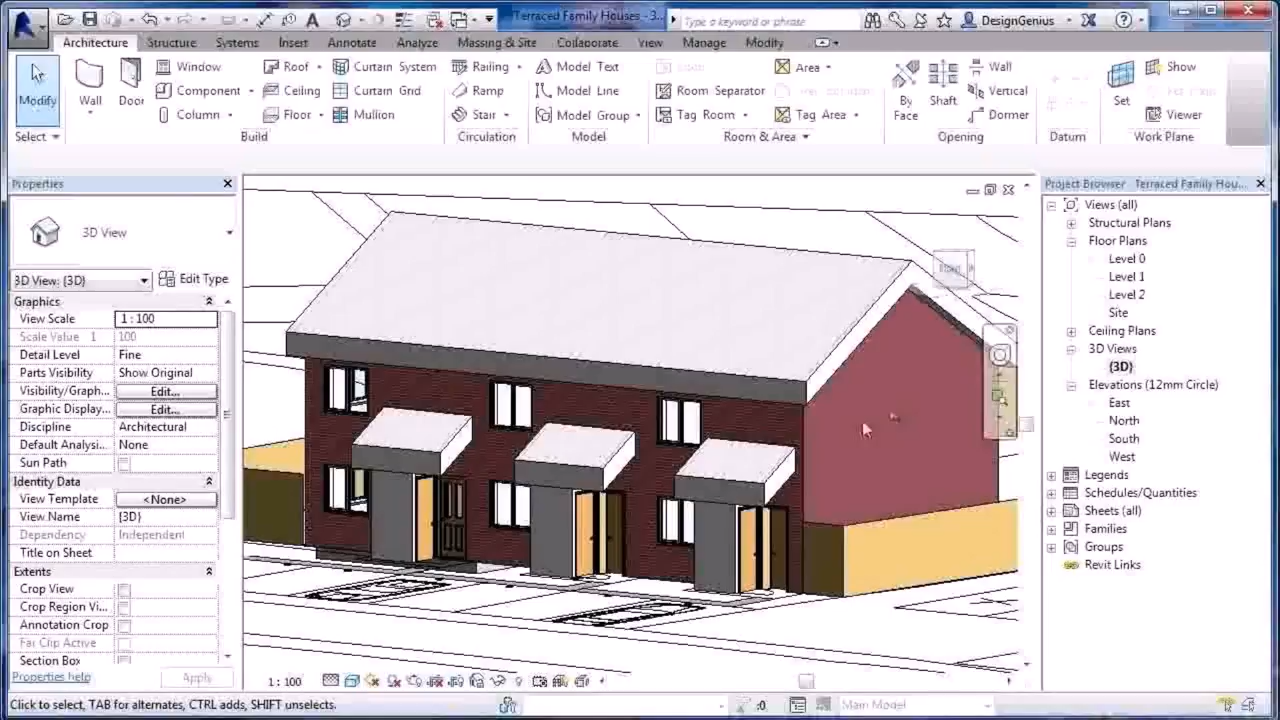 Terraced Family Houses - 3...
Type a keyword or phrase
DesignGenius
Architecture Structure Systems Insert Annotate Analyze Massing & Site Collaborate View Manage Modify
Modify
Wall
Door
Window
Component
Column
Roof
Ceiling
Floor
Curtain System
Curtain Grid
Mullion
Railing
Ramp
Stair
Model Text
Model Line
Model Group
Room Separator
Tag Room
Area
Tag Area
By
Face
Shaft
Wall
Vertical
Dormer
Set
Show
Viewer
Select Build Circulation Model Room & Area Opening Datum Work Plane
Properties
3D View
3D View: {3D} Edit Type
Graphics
View Scale 1 : 100
Scale Value 1 100
Detail Level Fine
Parts Visibility Show Original
Visibility/Graph... Edit...
Graphic Display... Edit...
Discipline Architectural
Default Analysi... None
Sun Path
Identity Data
View Template <None>
View Name {3D}
Dependency Independent
Title on Sheet
Extents
Crop View
Crop Region Vi...
Annotation Crop
Far Clip Active
Section Box
Properties help Apply
1 : 100
Project Browser - Terraced Family Hou...
Views (all)
Structural Plans
Floor Plans
Level 0
Level 1
Level 2
Site
Ceiling Plans
3D Views
{3D}
Elevations (12mm Circle)
East
North
South
West
Legends
Schedules/Quantities
Sheets (all)
Families
Groups
Revit Links
Click to select, TAB for alternates, CTRL adds, SHIFT unselects.
:0
Main Model